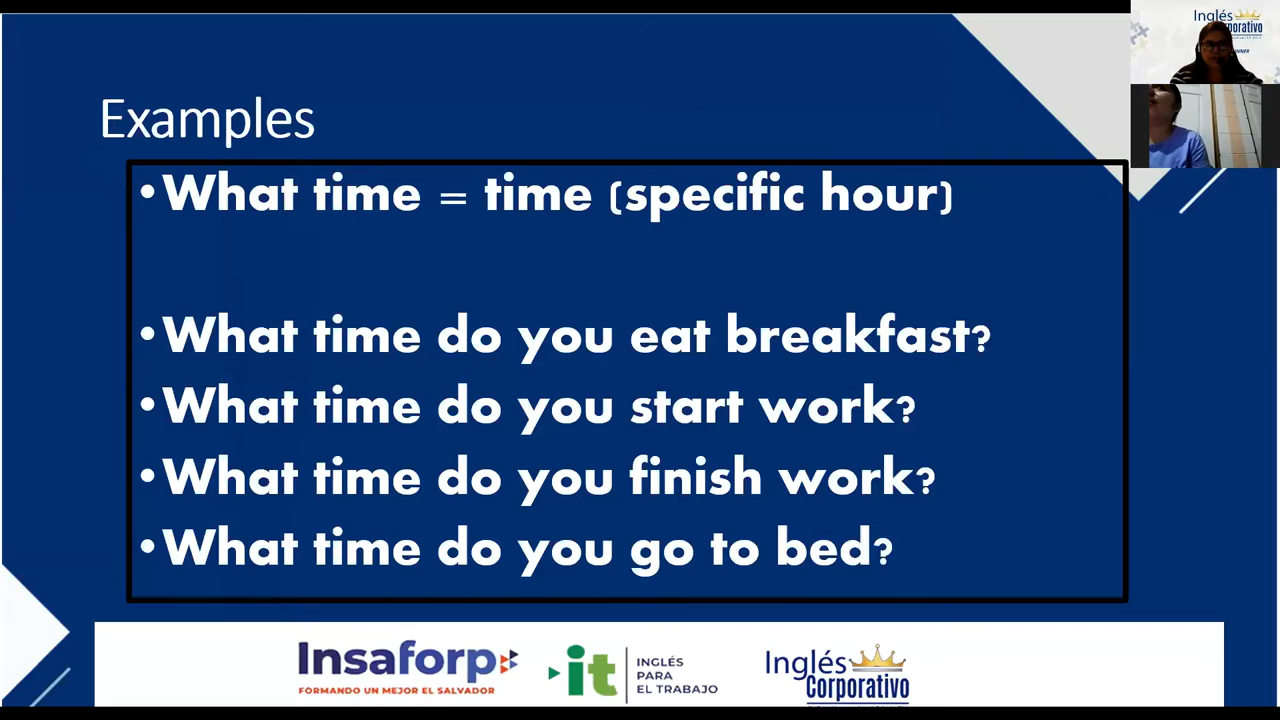 Inglés
Corporativo
Examples
•What time = time (specific hour)
•What time do you eat breakfast?
•What time do you start work?
•What time do you finish work?
•What time do you go to bed?
Insaforp
FORMANDO UN MEJOR EL SALVADOR
it
INGLÉS
PARA
EL TRABAJO
Inglés
Corporativo